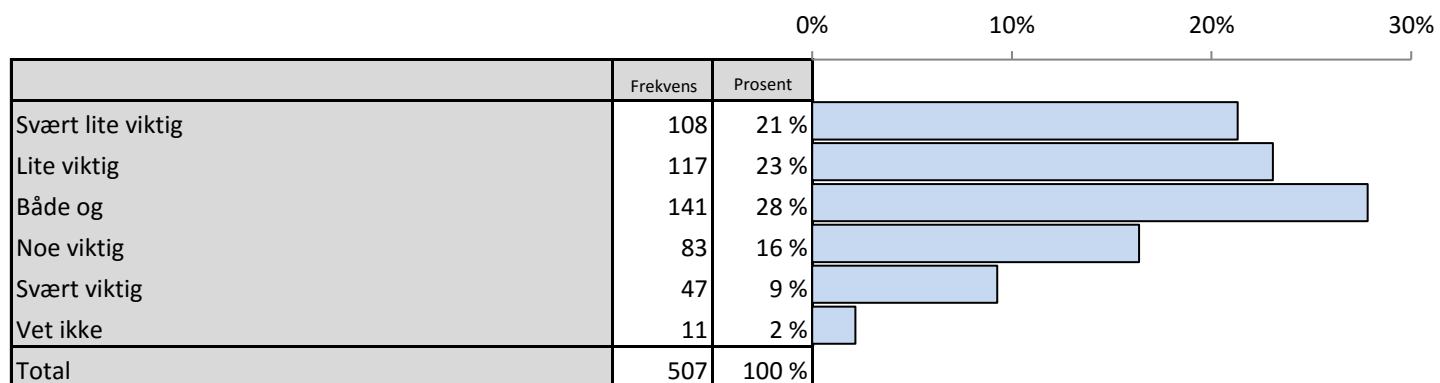 0% 10% 20% 30%
Frekvens Prosent
Svært lite viktig 108 21 %
Lite viktig 117 23 %
Både og 141 28 %
Noe viktig 83 16 %
Svært viktig 47 9 %
Vet ikke 11 2 %
Total 507 100 %